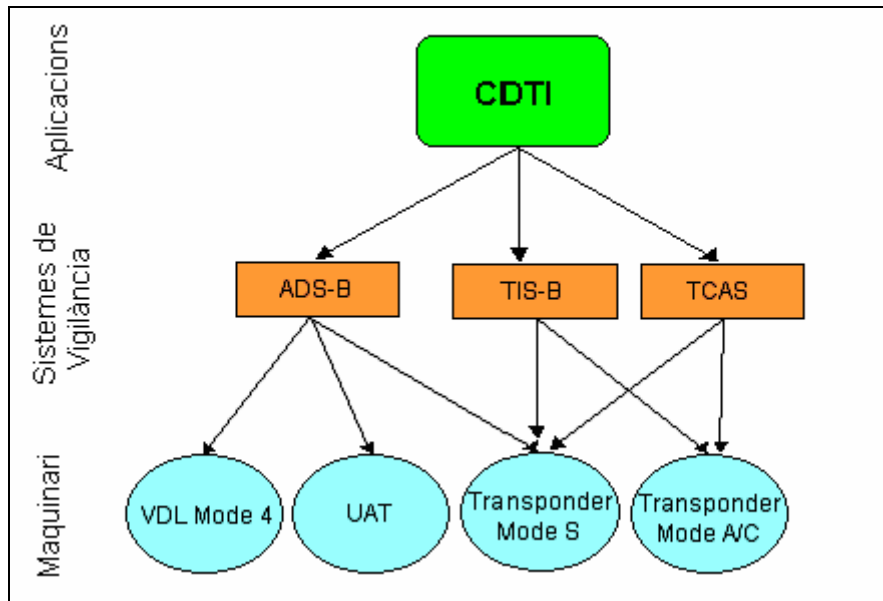 Aplicacions
CDTI
Sistemes de
Vigilància
ADS-B
TIS-B
TCAS
Maquinari
VDL Mode 4
UAT
Transponder
Mode S
Transponder
Mode A/C